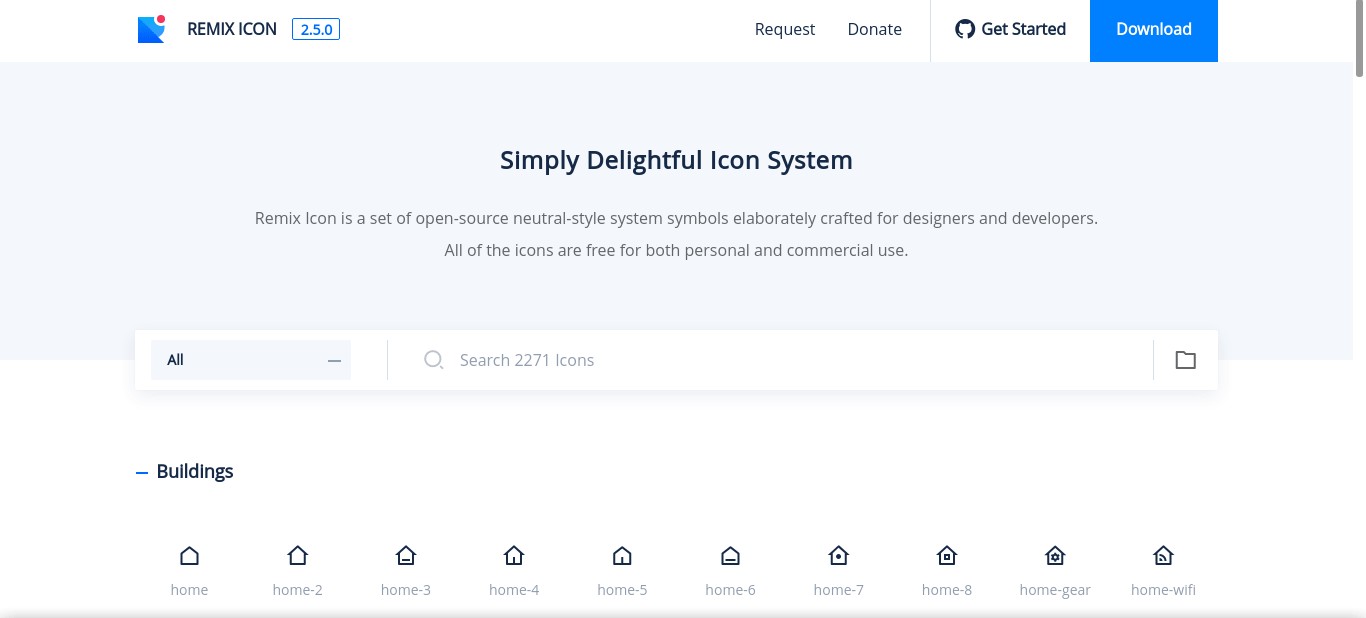 REMIX ICON 2.5.0 Request Donate Get Started Download
Simply Delightful Icon System
Remix Icon is a set of open-source neutral-style system symbols elaborately crafted for designers and developers.
All of the icons are free for both personal and commercial use.
All Search 2271 Icons
Buildings
home home-2 home-3 home-4 home-5 home-6 home-7 home-8 home-gear home-wifi